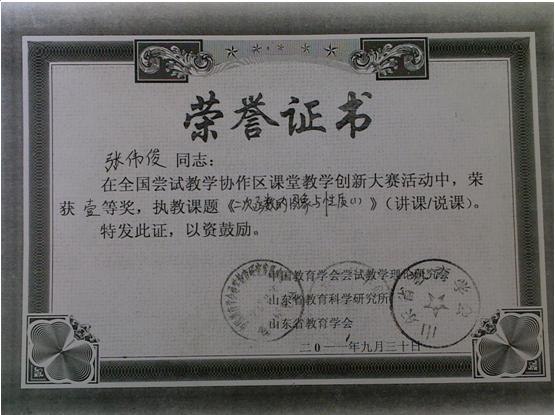 荣誉证书
张伟俊 同志：
在全国尝试教学协作区课堂教学创新大赛活动中，荣
获 壹 等奖，执教课题《二次函数的图象与性质(1)》（讲课/说课）。
特发此证，以资鼓励。
中国教育学会尝试教学理论研究会
山东省教育科学研究所
山东省教育学会
二0一一年九月三十日